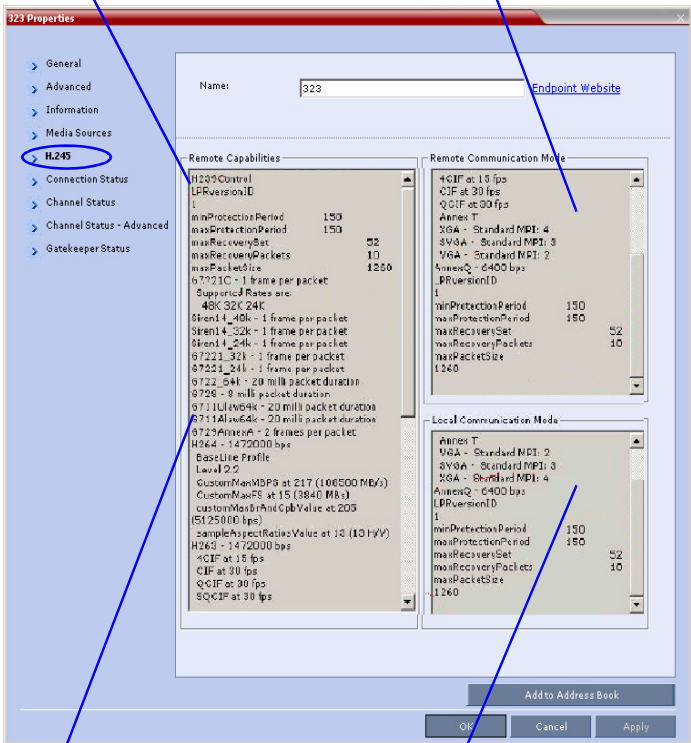 323 Properties
General
Advanced
Information
Media Sources
H.245
Connection Status
Channel Status
Channel Status - Advanced
Gatekeeper Status
Name: 323 Endpoint Website
Remote Capabilities
H239Control
LPRversionID
1
minProtectionPeriod 150
maxProtectionPeriod 150
maxRecoverySet 52
maxRecoveryPackets 10
maxPacketSize 1260
G7221C - 1 frame per packet
Supported Rates are:
48K 32K 24K
Siren14_48k - 1 frame per packet
Siren14_32k - 1 frame per packet
Siren14_24k - 1 frame per packet
G7221_32k - 1 frame per packet
G7221_24k - 1 frame per packet
G722_64k - 20 milli packet duration
G728 - 8 milli packet duration
G711Ulaw64k - 20 milli packet duration
G711Alaw64k - 20 milli packet duration
G729AnnexA - 2 frames per packet
H264 - 1472000 bps
BaseLine Profile
Level 2.2
CustomMaxMBPS at 217 (108500 MB/s)
CustomMaxFS at 15 (3840 MBs)
customMaxBrAndCpbValue at 205
(5125000 bps)
sampleAspectRatiosValue at 13 (13 H/V)
H263 - 1472000 bps
4CIF at 15 fps
CIF at 30 fps
QCIF at 30 fps
SQCIF at 30 fps
Remote Communication Mode
4CIF at 15 fps
CIF at 30 fps
QCIF at 30 fps
Annex T
XGA - Standard MPI: 4
SVGA - Standard MPI: 3
VGA - Standard MPI: 2
AnnexQ - 6400 bps
LPRversionID
1
minProtectionPeriod 150
maxProtectionPeriod 150
maxRecoverySet 52
maxRecoveryPackets 10
maxPacketSize
1260
Local Communication Mode
Annex T
VGA - Standard MPI: 2
SVGA - Standard MPI: 3
XGA - Standard MPI: 4
AnnexQ - 6400 bps
LPRversionID
1
minProtectionPeriod 150
maxProtectionPeriod 150
maxRecoverySet 52
maxRecoveryPackets 10
maxPacketSize
1260
Add to Address Book
OK Cancel Apply